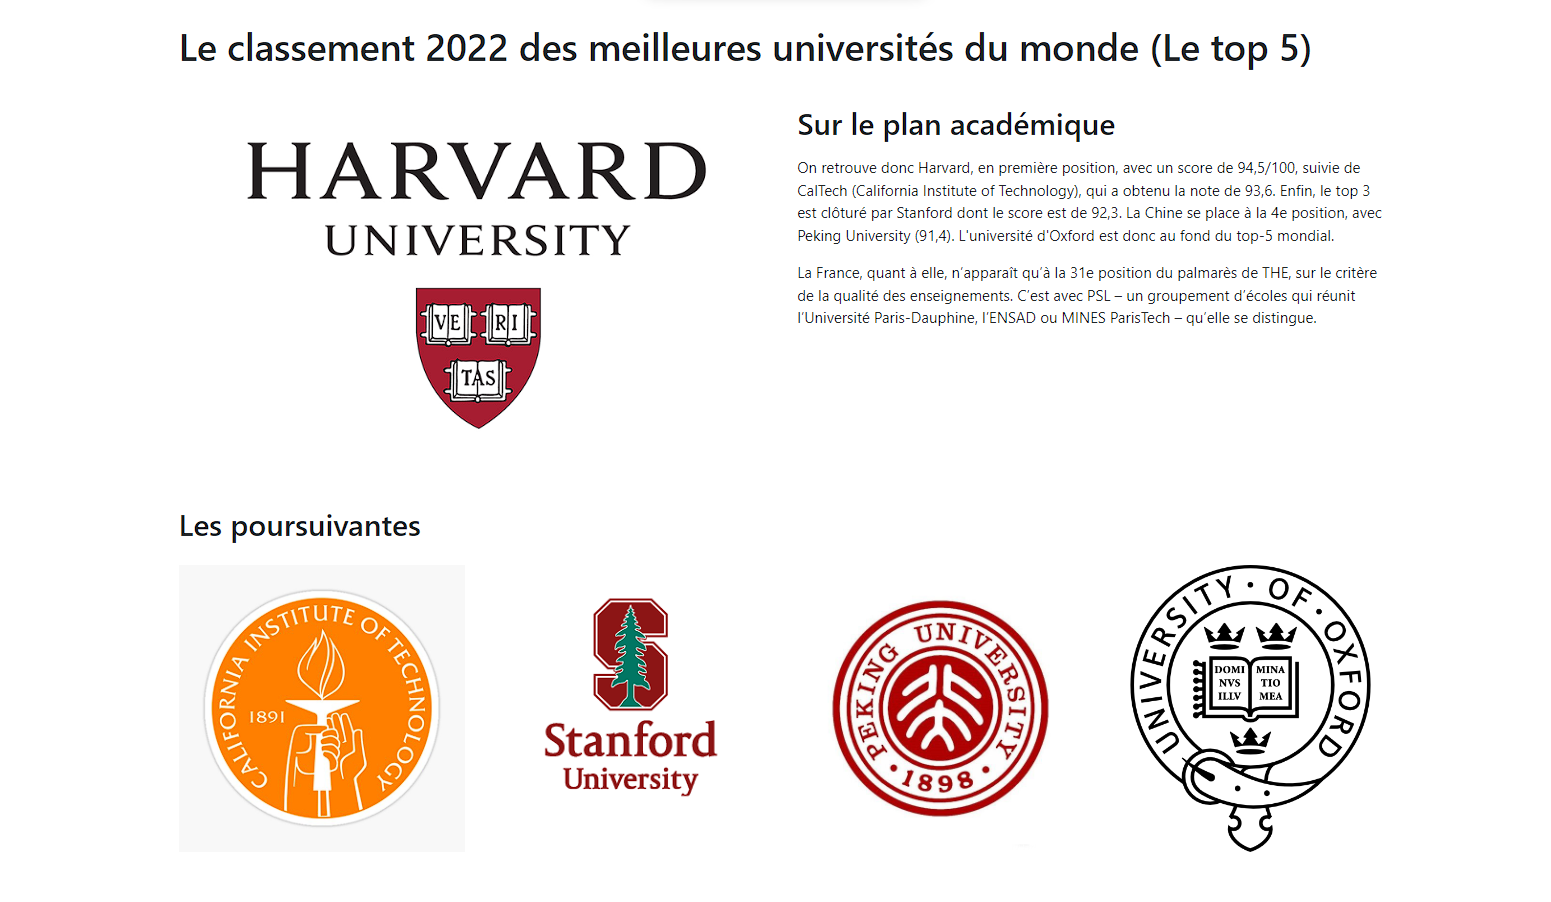 Le classement 2022 des meilleures universités du monde (Le top 5)
HARVARD
UNIVERSITY
VE RI
TAS
Sur le plan académique
On retrouve donc Harvard, en première position, avec un score de 94,5/100, suivie de
CalTech (California Institute of Technology), qui a obtenu la note de 93,6. Enfin, le top 3
est clôturé par Stanford dont le score est de 92,3. La Chine se place à la 4e position, avec
Peking University (91,4). L'université d'Oxford est donc au fond du top-5 mondial.
La France, quant à elle, n’apparaît qu’à la 31e position du palmarès de THE, sur le critère
de la qualité des enseignements. C’est avec PSL – un groupement d’écoles qui réunit
l’Université Paris-Dauphine, l’ENSAD ou MINES ParisTech – qu’elle se distingue.
Les poursuivantes
CALIFORNIA INSTITUTE OF TECHNOLOGY
1891
Stanford
University
PEKING UNIVERSITY
• 1898 •
UNIVERSITY · OF · OXFORD
DOMI MINA
NVS TIO
ILLV MEA